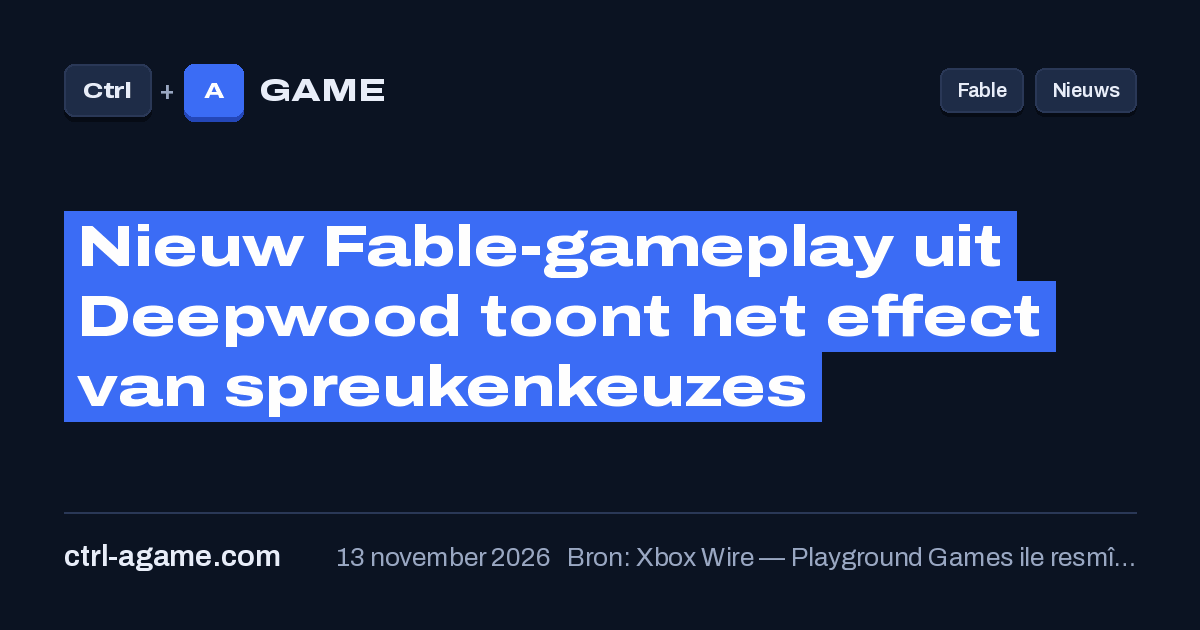 Ctrl + A GAME
Fable Nieuws
Nieuw Fable-gameplay uit
Deepwood toont het effect
van spreukenkeuzes
ctrl-agame.com 13 november 2026 Bron: Xbox Wire — Playground Games ile resmî…